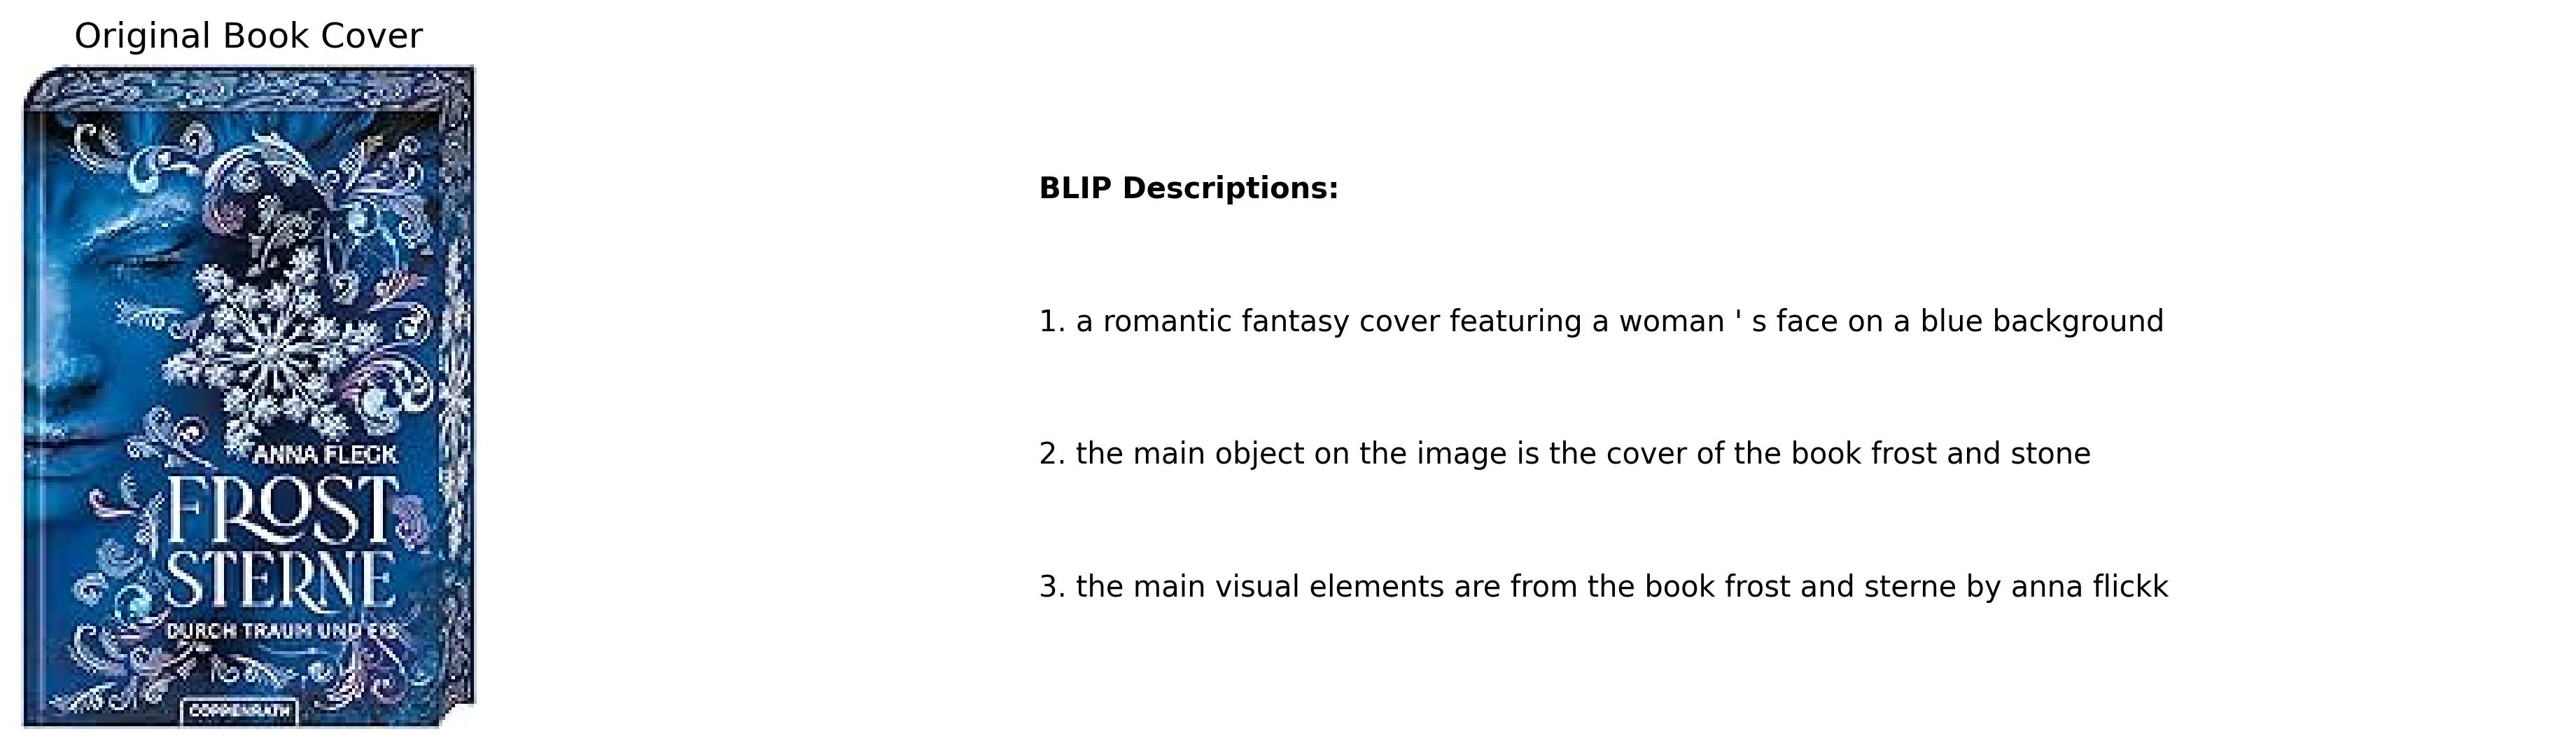 Original Book Cover
ANNA FLECK
FROST
STERNE
DURCH TRAUM UND EIS
COPPENRATH
BLIP Descriptions:
1. a romantic fantasy cover featuring a woman ' s face on a blue background
2. the main object on the image is the cover of the book frost and stone
3. the main visual elements are from the book frost and sterne by anna flickk